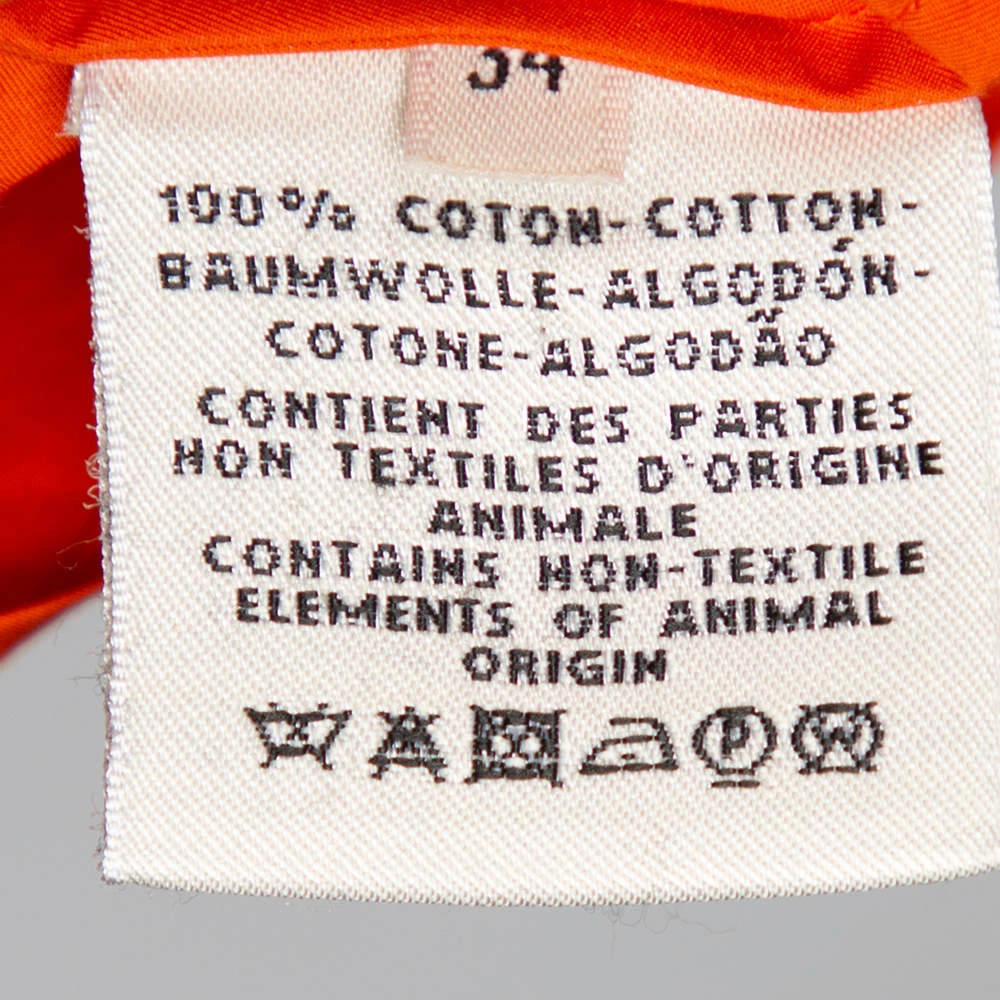 34
100% COTON-COTTON-
BAUMWOLLE-ALGODÓN-
COTONE-ALGODÃO
CONTIENT DES PARTIES
NON TEXTILES D'ORIGINE
ANIMALE
CONTAINS NON-TEXTILE
ELEMENTS OF ANIMAL
ORIGIN
P W